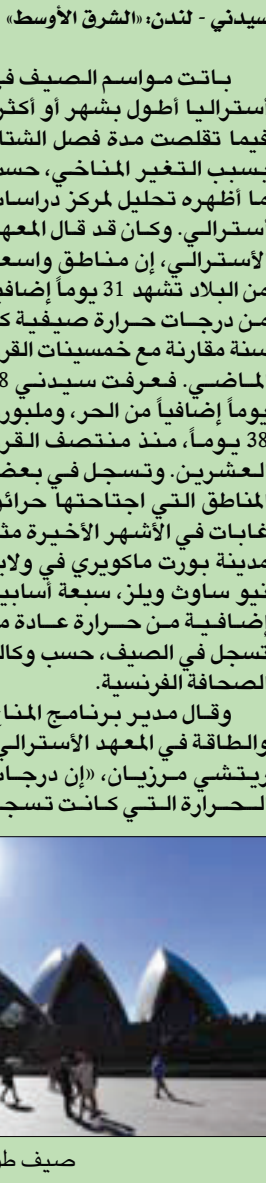 سيدني - لندن: «الشرق الأوسط»
باتت مواسم الصيف في
أستراليا أطول بشهر أو أكثر
فيما تقلصت مدة فصل الشتاء
بسبب التغير المناخي، حسب
ما أظهره تحليل لمركز دراسات
أسترالي. وكان قد قال المعهد
الأسترالي، إن مناطق واسعة
من البلاد تشهد 31 يوماً إضافياً
من درجات حرارة صيفية كل
سنة مقارنة مع خمسينات القرن
الماضي. فعرفت سيدني
يوماً إضافياً من الحر، وملبورن
38 يوماً، منذ منتصف القرن
العشرين. وتسجل في بعض
المناطق التي اجتاحتها حرائق
غابات في الأشهر الأخيرة مثل
مدينة بورت ماكويري في ولاية
نيو ساوث ويلز، سبعة أسابيع
إضافية من حرارة عادة ما
تسجل في الصيف، حسب وكالة
الصحافة الفرنسية.
وقال مدير برنامج المناخ
والطاقة في المعهد الأسترالي
ريتشي مرزيان، «إن درجات
الحرارة التي كانت تسجل
صيف